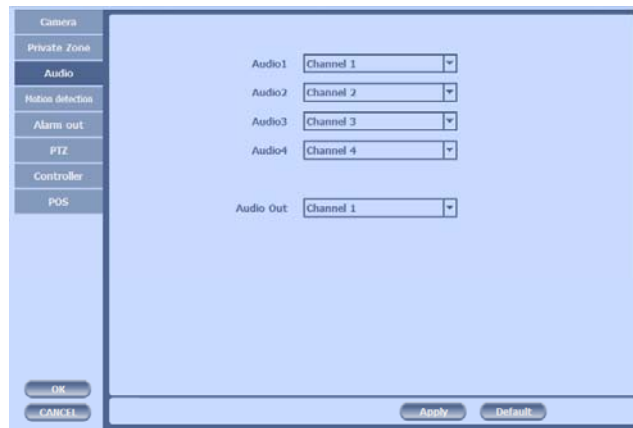 Camera
Private Zone
Audio
Motion detection
Alarm out
PTZ
Controller
POS
OK
CANCEL
Audio1 Channel 1
Audio2 Channel 2
Audio3 Channel 3
Audio4 Channel 4
Audio Out Channel 1
Apply Default